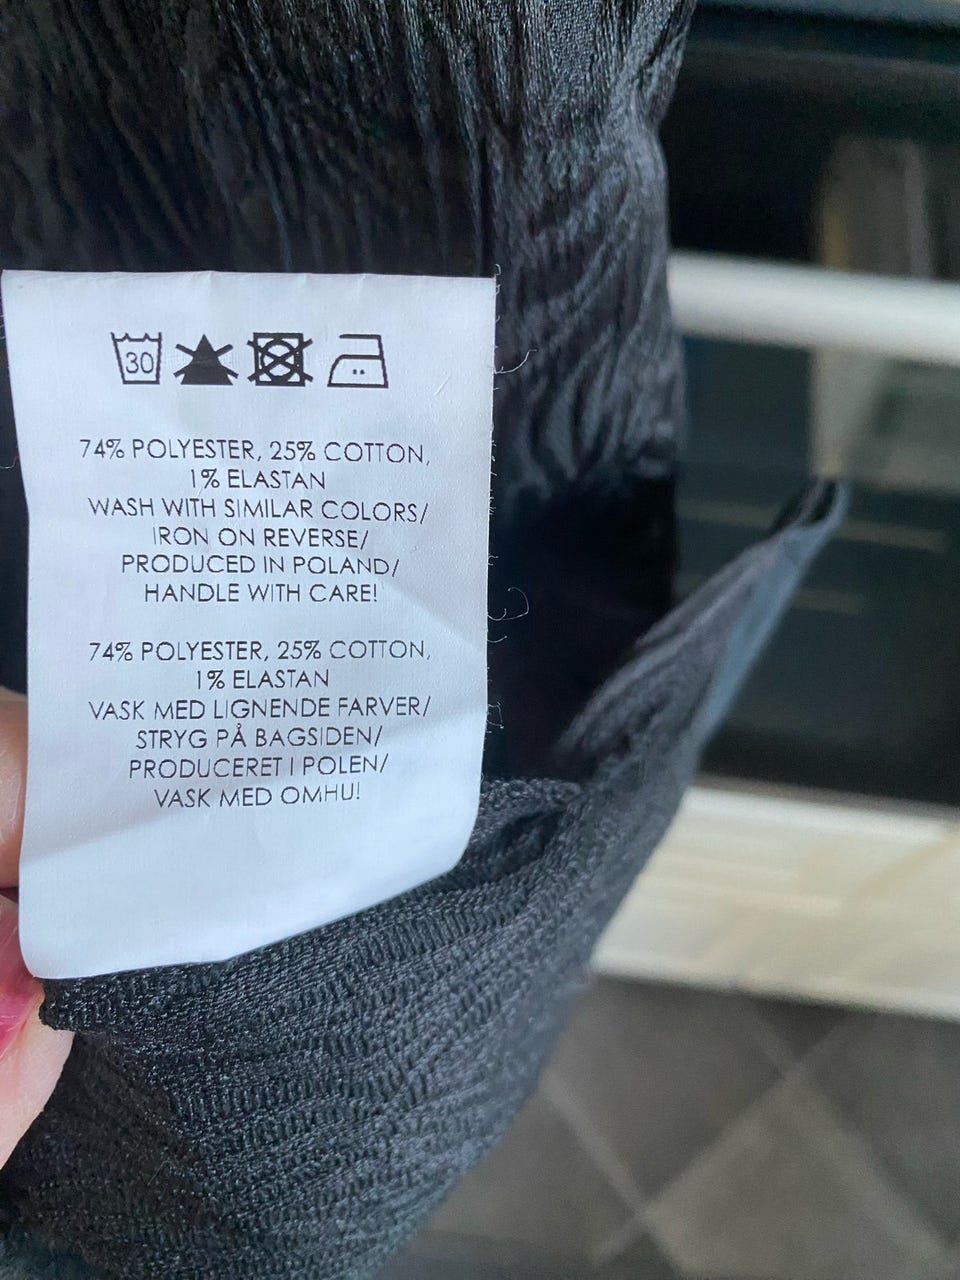 30
74% POLYESTER, 25% COTTON,
1% ELASTAN
WASH WITH SIMILAR COLORS/
IRON ON REVERSE/
PRODUCED IN POLAND/
HANDLE WITH CARE!
74% POLYESTER, 25% COTTON,
1% ELASTAN
VASK MED LIGNENDE FARVER/
STRYG PÅ BAGSIDEN/
PRODUCERET I POLEN/
VASK MED OMHU!